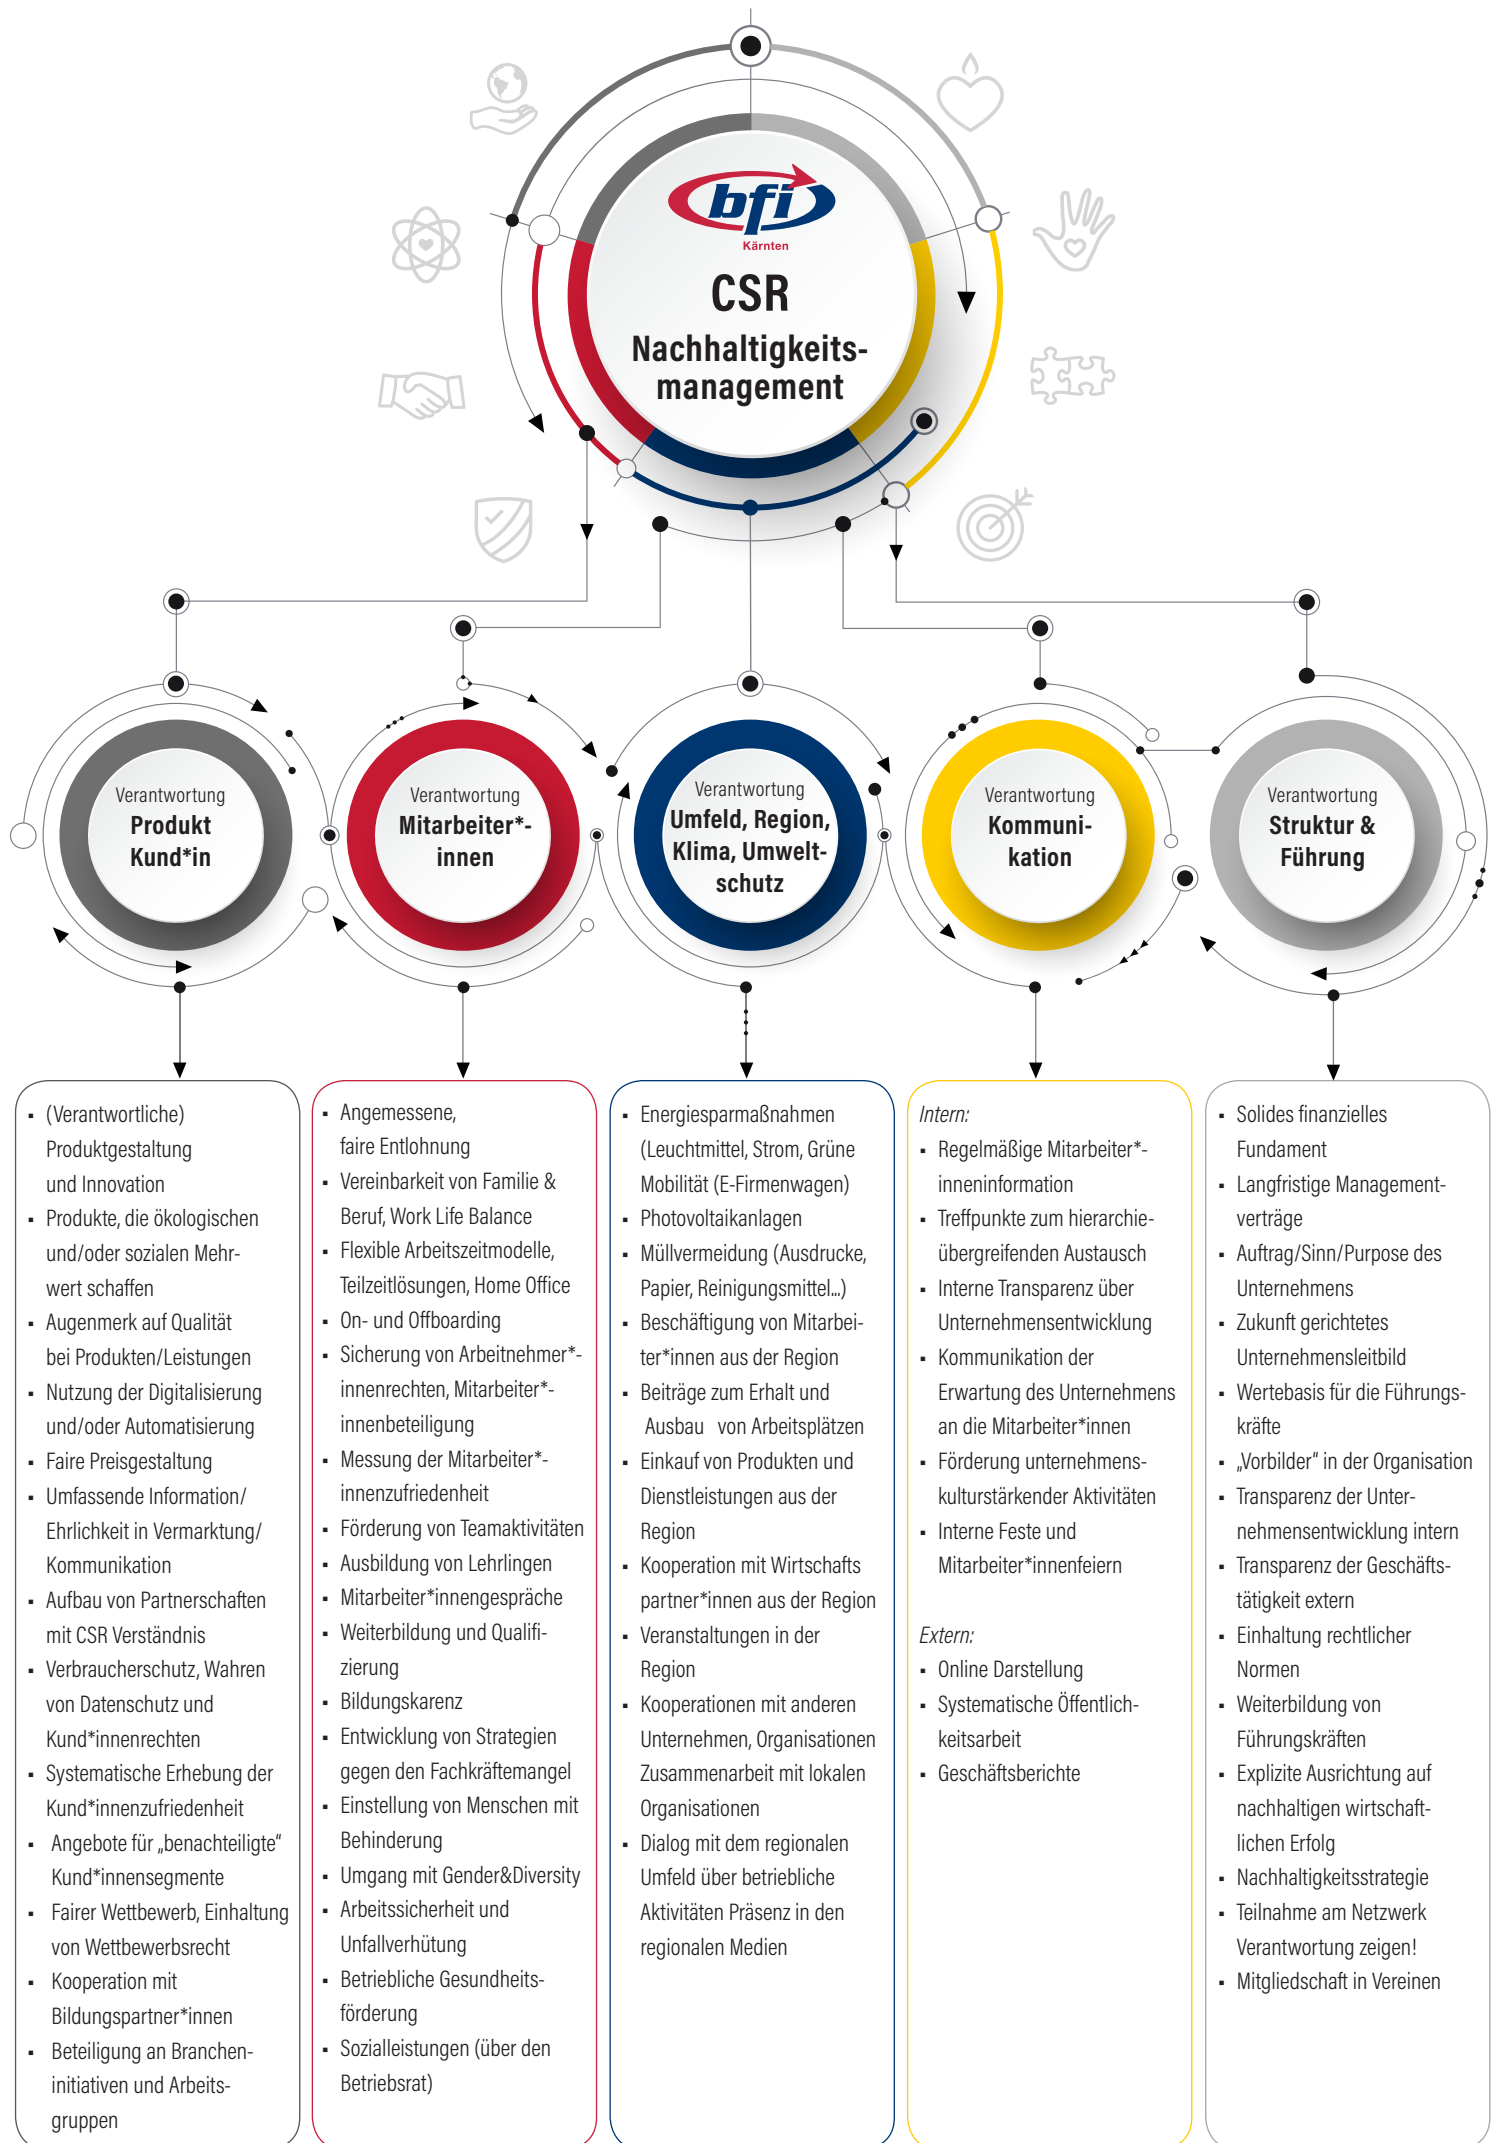 bfi
Kärnten
CSR
Nachhaltigkeits-
management
Verantwortung
Produkt
Kund*in
Verantwortung
Mitarbeiter*-
innen
Verantwortung
Umfeld, Region,
Klima, Umwelt-
schutz
Verantwortung
Kommuni-
kation
Verantwortung
Struktur &
Führung
▪ (Verantwortliche)
Produktgestaltung
und Innovation
▪ Produkte, die ökologischen
und/oder sozialen Mehr-
wert schaffen
▪ Augenmerk auf Qualität
bei Produkten/Leistungen
▪ Nutzung der Digitalisierung
und/oder Automatisierung
▪ Faire Preisgestaltung
▪ Umfassende Information/
Ehrlichkeit in Vermarktung/
Kommunikation
▪ Aufbau von Partnerschaften
mit CSR Verständnis
▪ Verbraucherschutz, Wahren
von Datenschutz und
Kund*innenrechten
▪ Systematische Erhebung der
Kund*innenzufriedenheit
▪ Angebote für „benachteiligte“
Kund*innensegmente
▪ Fairer Wettbewerb, Einhaltung
von Wettbewerbsrecht
▪ Kooperation mit
Bildungspartner*innen
▪ Beteiligung an Branchen-
initiativen und Arbeits-
gruppen
▪ Angemessene,
faire Entlohnung
▪ Vereinbarkeit von Familie &
Beruf, Work Life Balance
▪ Flexible Arbeitszeitmodelle,
Teilzeitlösungen, Home Office
▪ On- und Offboarding
▪ Sicherung von Arbeitnehmer*-
innenrechten, Mitarbeiter*-
innenbeteiligung
▪ Messung der Mitarbeiter*-
innenzufriedenheit
▪ Förderung von Teamaktivitäten
▪ Ausbildung von Lehrlingen
▪ Mitarbeiter*innengespräche
▪ Weiterbildung und Qualifi-
zierung
▪ Bildungskarenz
▪ Entwicklung von Strategien
gegen den Fachkräftemangel
▪ Einstellung von Menschen mit
Behinderung
▪ Umgang mit Gender&Diversity
▪ Arbeitssicherheit und
Unfallverhütung
▪ Betriebliche Gesundheits-
förderung
▪ Sozialleistungen (über den
Betriebsrat)
▪ Energiesparmaßnahmen
(Leuchtmittel, Strom, Grüne
Mobilität (E-Firmenwagen)
▪ Photovoltaikanlagen
▪ Müllvermeidung (Ausdrucke,
Papier, Reinigungsmittel...)
▪ Beschäftigung von Mitarbei-
ter*innen aus der Region
▪ Beiträge zum Erhalt und
Ausbau von Arbeitsplätzen
▪ Einkauf von Produkten und
Dienstleistungen aus der
Region
▪ Kooperation mit Wirtschafts
partner*innen aus der Region
▪ Veranstaltungen in der
Region
▪ Kooperationen mit anderen
Unternehmen, Organisationen
Zusammenarbeit mit lokalen
Organisationen
▪ Dialog mit dem regionalen
Umfeld über betriebliche
Aktivitäten Präsenz in den
regionalen Medien
Intern:
▪ Regelmäßige Mitarbeiter*-
inneninformation
▪ Treffpunkte zum hierarchie-
übergreifenden Austausch
▪ Interne Transparenz über
Unternehmensentwicklung
▪ Kommunikation der
Erwartung des Unternehmens
an die Mitarbeiter*innen
▪ Förderung unternehmens-
kulturstärkender Aktivitäten
▪ Interne Feste und
Mitarbeiter*innenfeiern
Extern:
▪ Online Darstellung
▪ Systematische Öffentlich-
keitsarbeit
▪ Geschäftsberichte
▪ Solides finanzielles
Fundament
▪ Langfristige Management-
verträge
▪ Auftrag/Sinn/Purpose des
Unternehmens
▪ Zukunft gerichtetes
Unternehmensleitbild
▪ Wertebasis für die Führungs-
kräfte
▪ „Vorbilder“ in der Organisation
▪ Transparenz der Unter-
nehmensentwicklung intern
▪ Transparenz der Geschäfts-
tätigkeit extern
▪ Einhaltung rechtlicher
Normen
▪ Weiterbildung von
Führungskräften
▪ Explizite Ausrichtung auf
nachhaltigen wirtschaft-
lichen Erfolg
▪ Nachhaltigkeitsstrategie
▪ Teilnahme am Netzwerk
Verantwortung zeigen!
▪ Mitgliedschaft in Vereinen